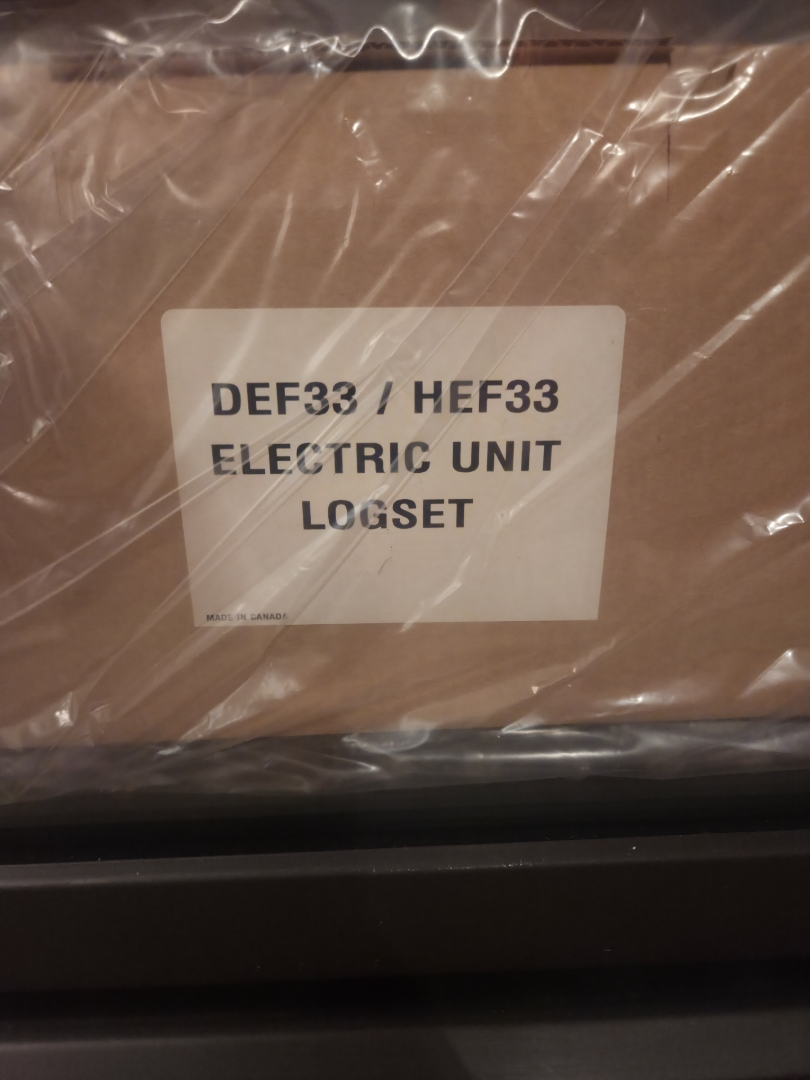 DEF33 / HEF33
ELECTRIC UNIT
LOGSET
MADE IN CANADA